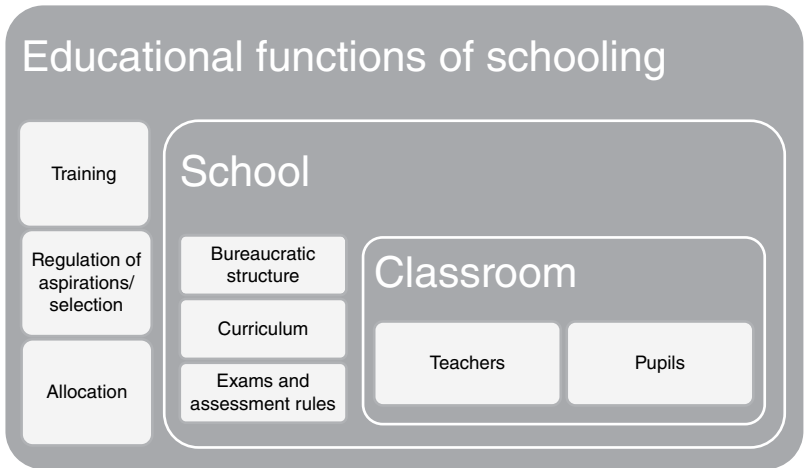 Educational functions of schooling
Training
Regulation of
aspirations/
selection
Allocation
School
Bureaucratic
structure
Curriculum
Exams and
assessment rules
Classroom
Teachers
Pupils